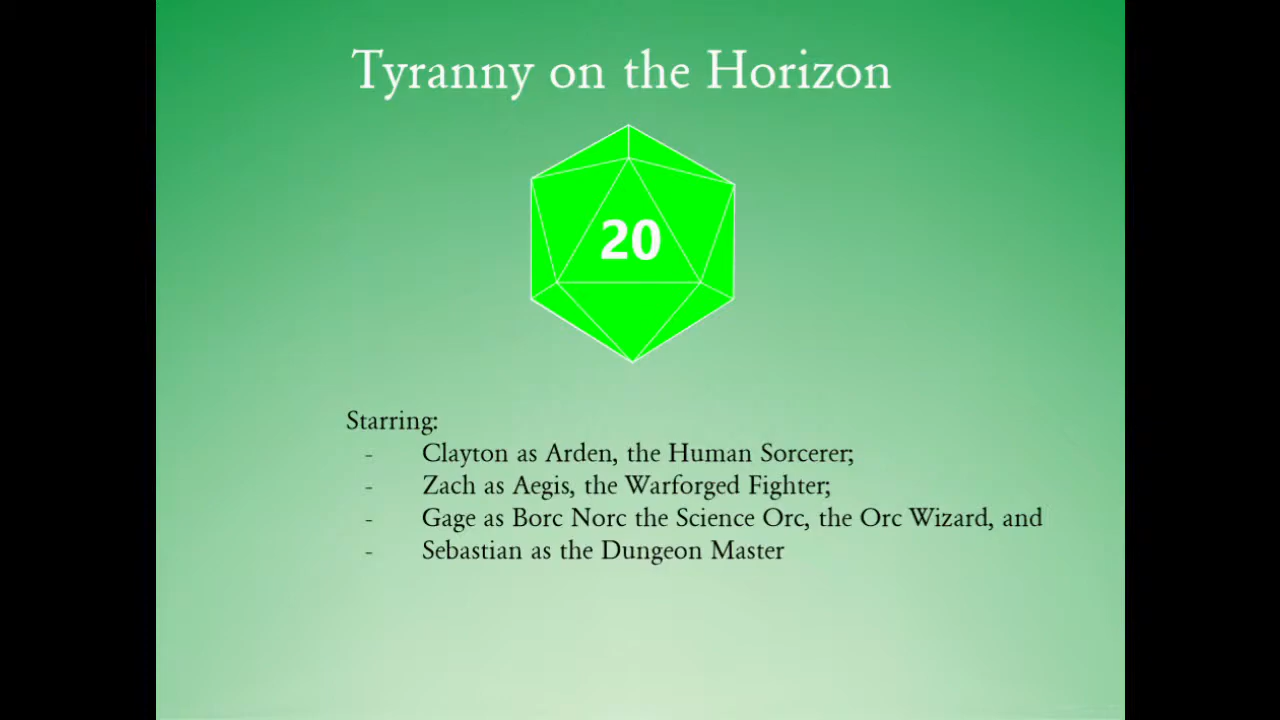 Tyranny on the Horizon
20
Starring:
- Clayton as Arden, the Human Sorcerer;
- Zach as Aegis, the Warforged Fighter;
- Gage as Borc Norc the Science Orc, the Orc Wizard, and
- Sebastian as the Dungeon Master